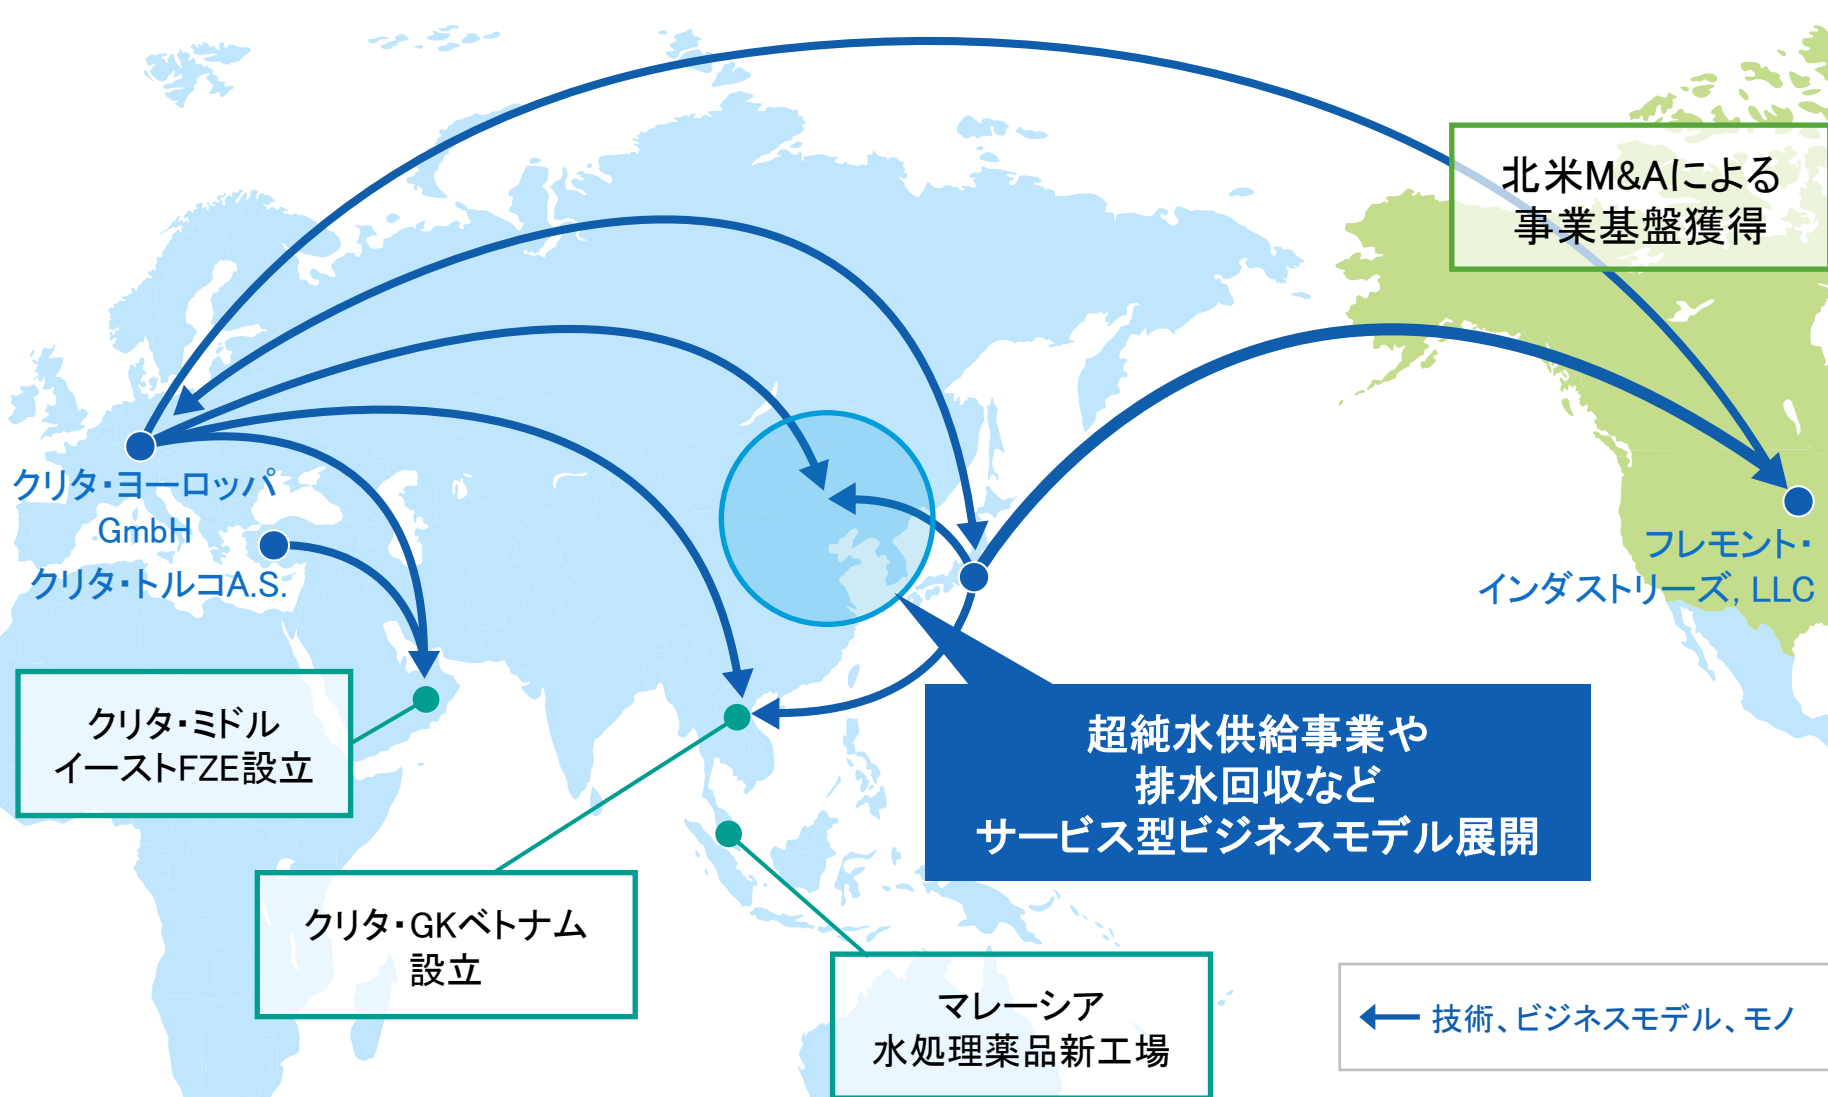 北米M&Aによる
事業基盤獲得
クリタ・ヨーロッパ
GmbH
クリタ・トルコA.S.
フレモント・
インダストリーズ, LLC
クリタ・ミドル
イーストFZE設立
超純水供給事業や
排水回収など
サービス型ビジネスモデル展開
クリタ・GKベトナム
設立
マレーシア
水処理薬品新工場
技術、ビジネスモデル、モノ